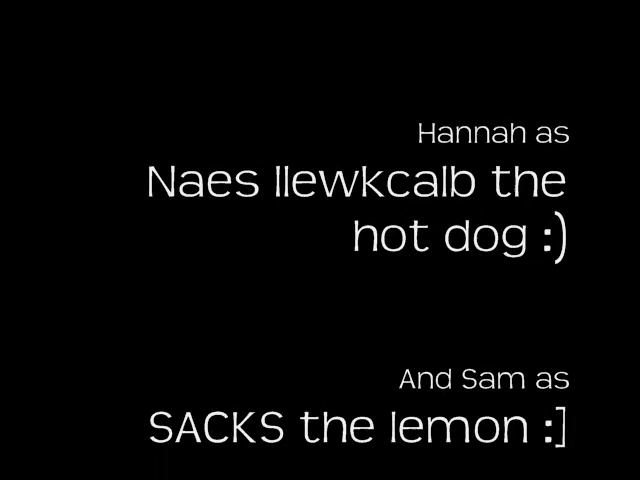 Hannah as
Naes llewkcalb the
hot dog :)
And Sam as
SACKS the lemon :]